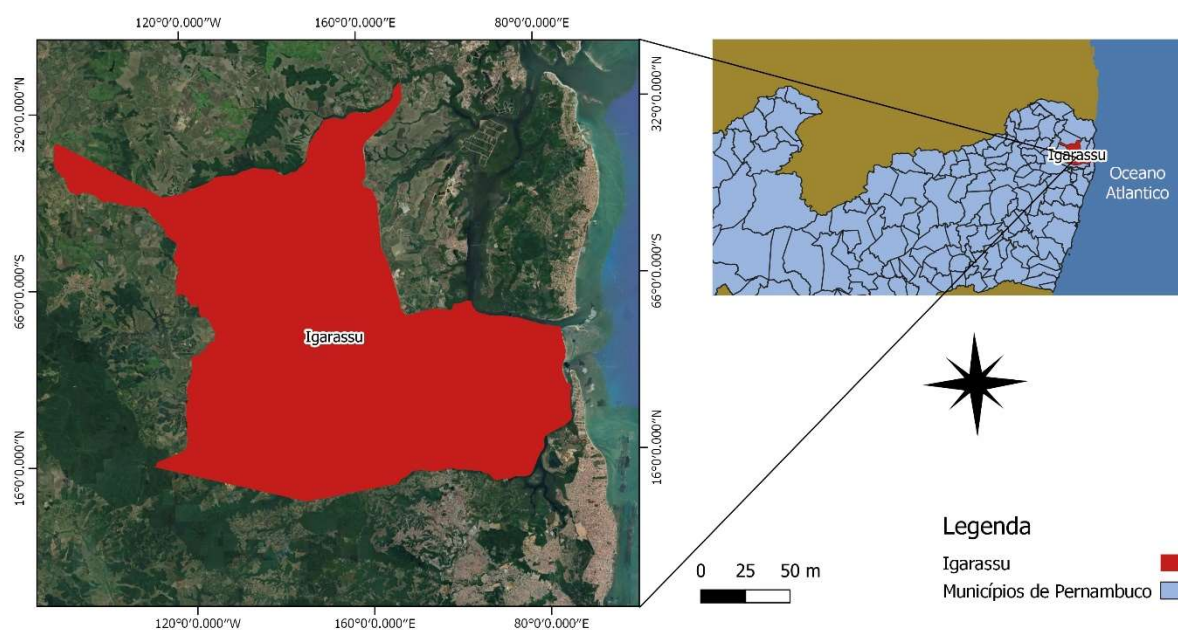 120°0'0.000"W 160°0'0.000"E 80°0'0.000"E
32°0'0.000"N
66°0'0.000"S
16°0'0.000"N
Igarassu
32°0'0.000"N
66°0'0.000"S
16°0'0.000"N
120°0'0.000"W 160°0'0.000"E 80°0'0.000"E
Igarassu
Oceano
Atlantico
Legenda
Igarassu
Municípios de Pernambuco
0 25 50 m